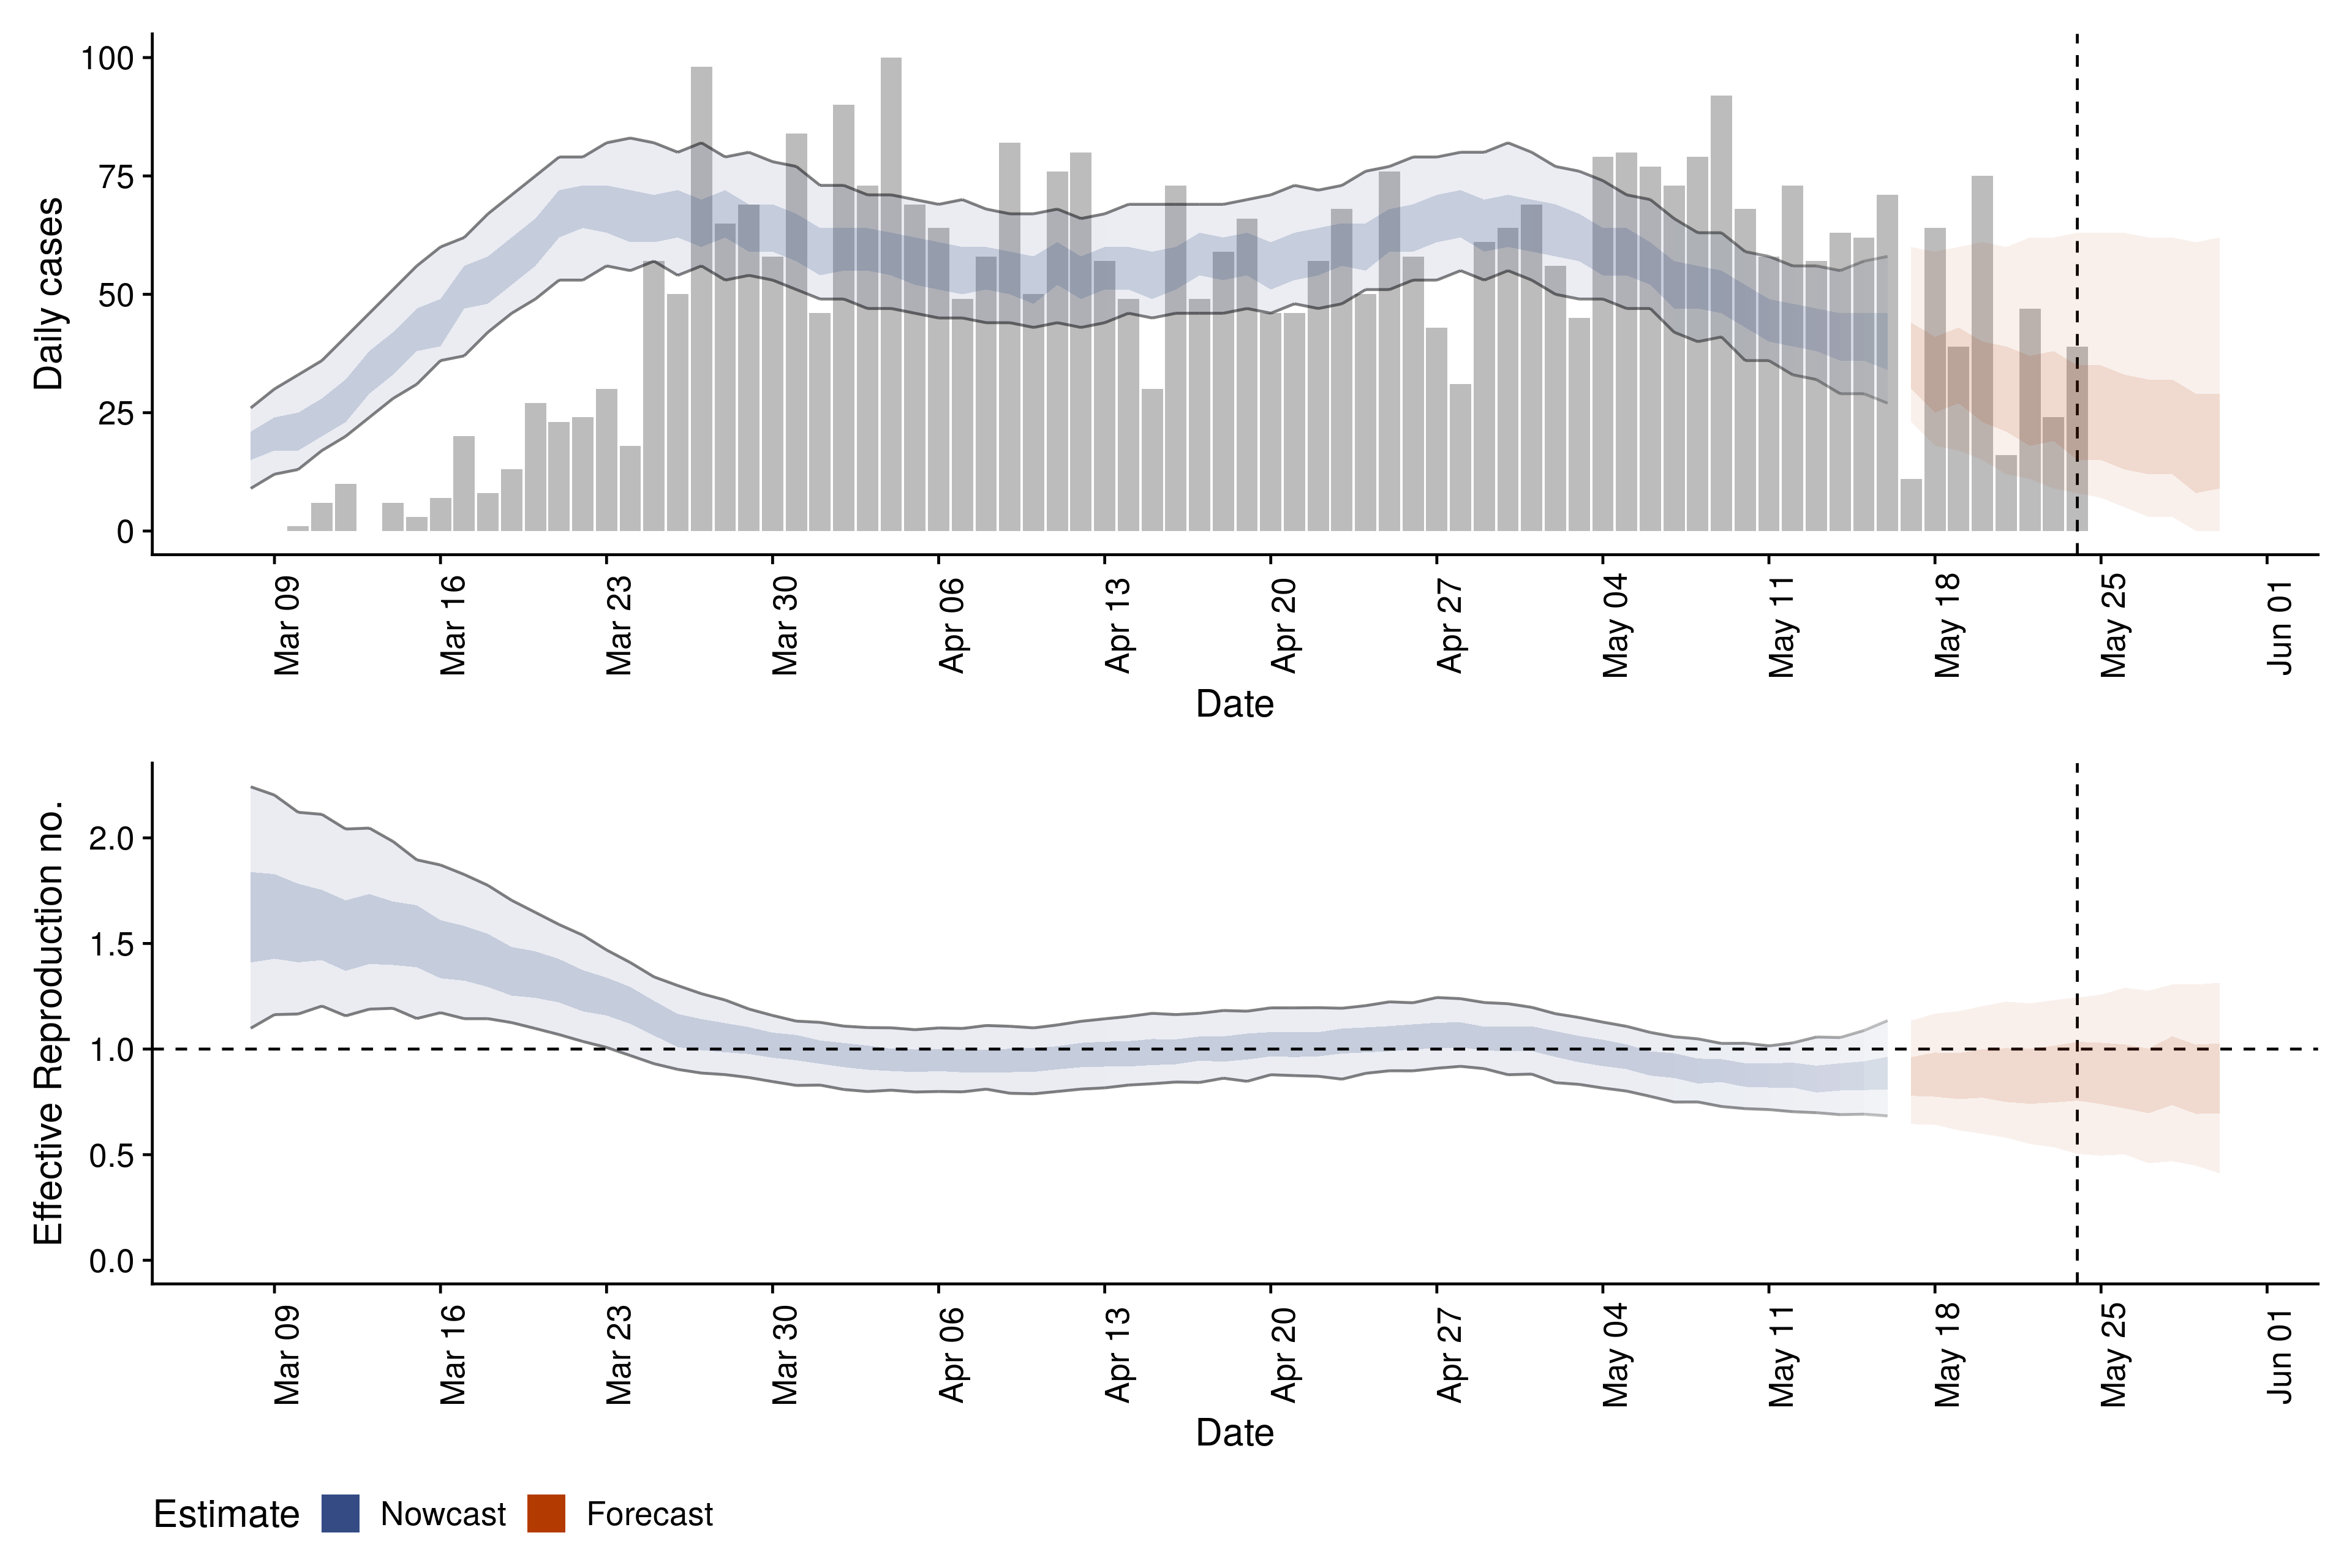 Daily cases
100
75
50
25
0
Mar 09
Mar 16
Mar 23
Mar 30
Apr 06
Apr 13
Apr 20
Apr 27
May 04
May 11
May 18
May 25
Jun 01
Date
Effective Reproduction no.
2.0
1.5
1.0
0.5
0.0
Mar 09
Mar 16
Mar 23
Mar 30
Apr 06
Apr 13
Apr 20
Apr 27
May 04
May 11
May 18
May 25
Jun 01
Date
Estimate Nowcast Forecast